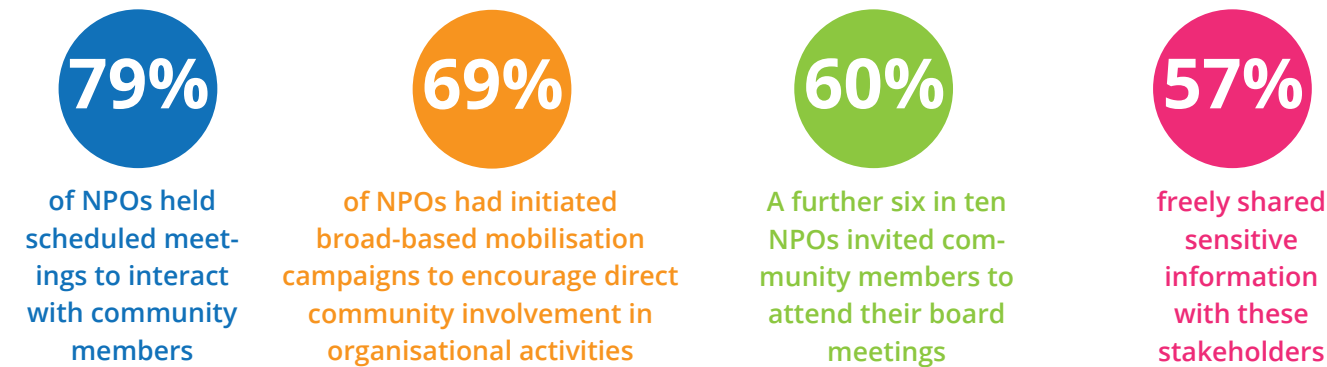 79%
of NPOs held
scheduled meet-
ings to interact
with community
members
69%
of NPOs had initiated
broad-based mobilisation
campaigns to encourage direct
community involvement in
organisational activities
60%
A further six in ten
NPOs invited com-
munity members to
attend their board
meetings
57%
freely shared
sensitive
information
with these
stakeholders